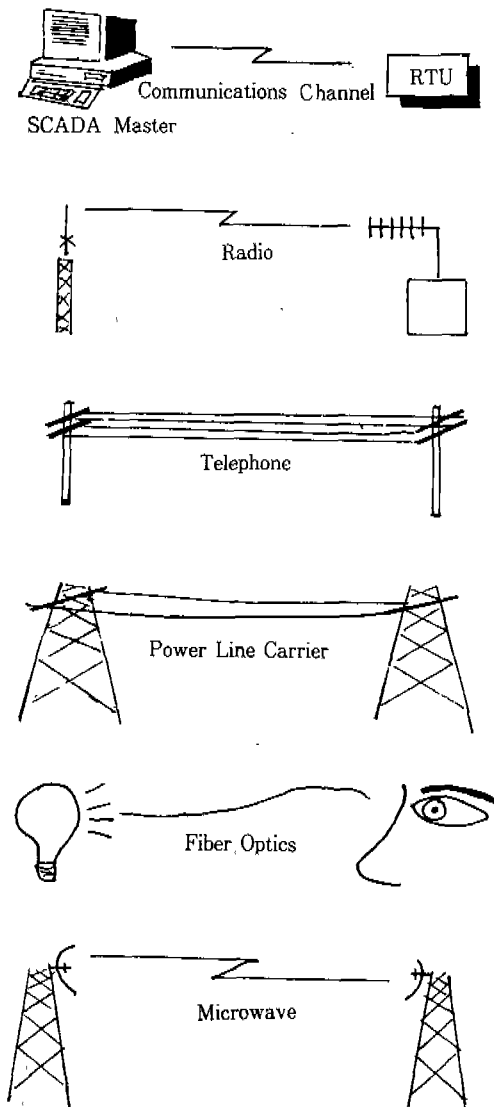 RTU
Communications Channel
SCADA Master
Radio
Telephone
Power Line Carrier
Fiber Optics
Microwave